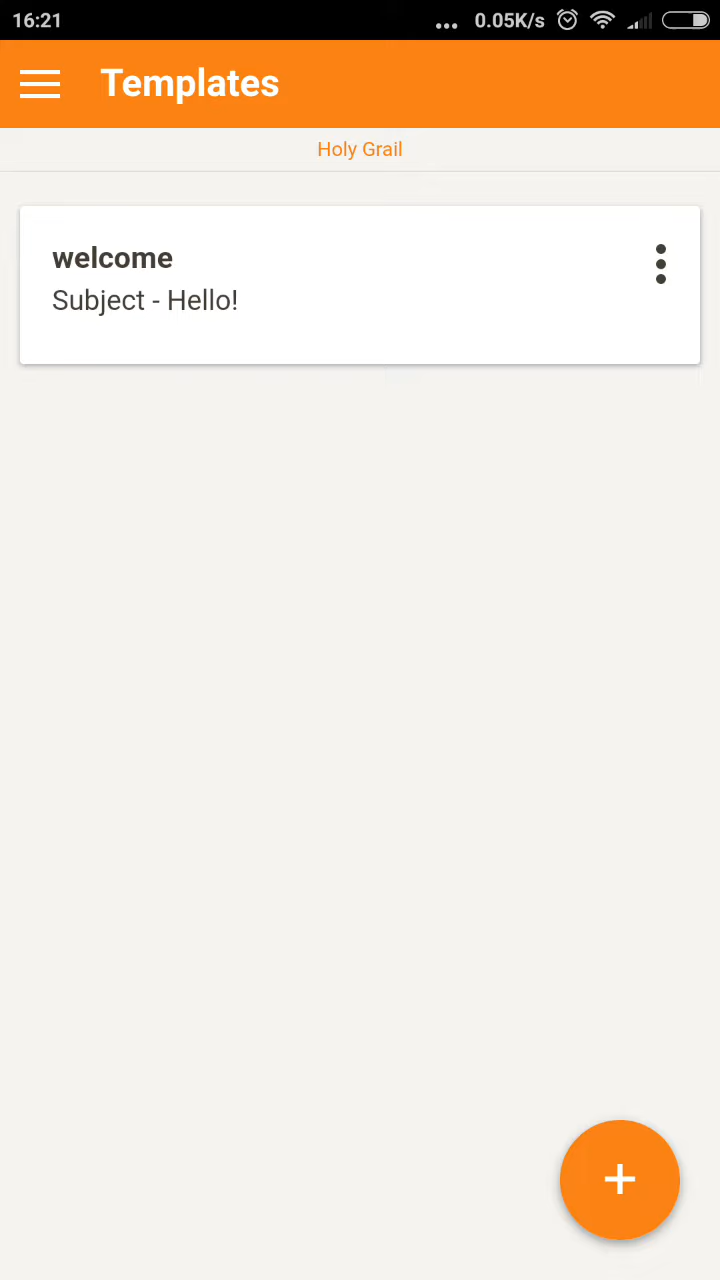 16:21
... 0.05K/s
Templates
Holy Grail
welcome
Subject - Hello!
+